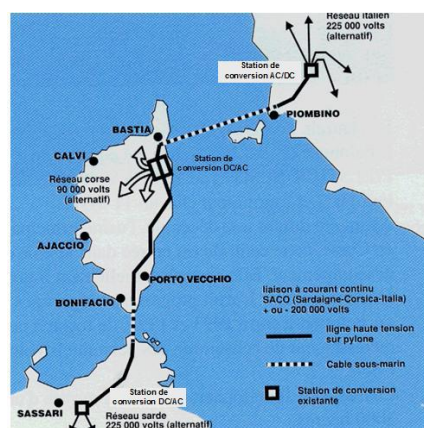 Réseau italien
225 000 volts
(alternatif)
Station de
conversion AC/DC
PIOMBINO
BASTIA
CALVI
Station de
conversion DC/AC
Réseau corse
90 000 volts
(alternatif)
AJACCIO
PORTO VECCHIO
BONIFACIO
liaison à courant continu
SACO (Sardaigne-Corsica-Italia)
+ ou - 200 000 volts
lligne haute tension
sur pylone
Cable sous-marin
Station de conversion
existante
Station de
conversion DC/AC
SASSARI
Réseau sarde
225 000 volts
(alternatif)